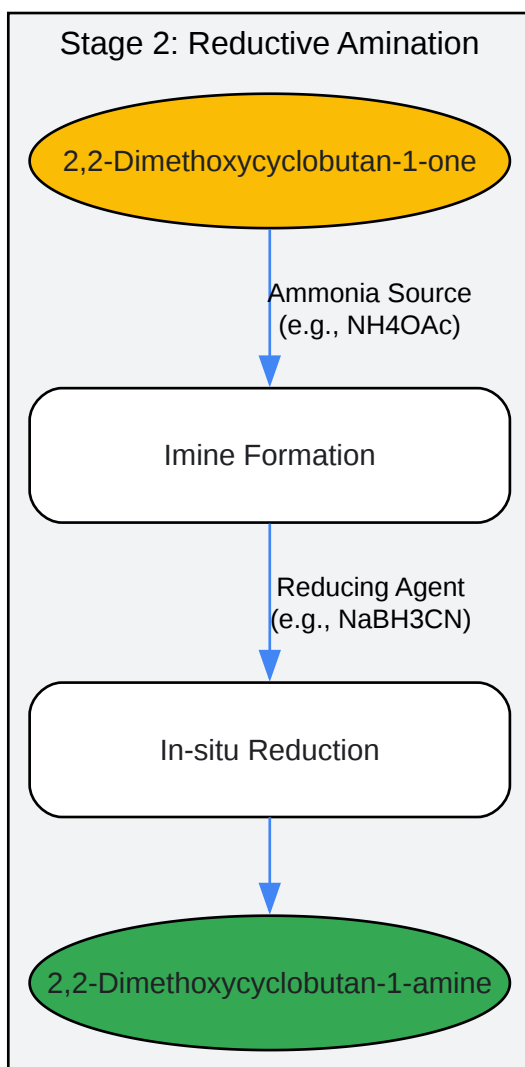 Stage 2: Reductive Amination
2,2-Dimethoxycyclobutan-1-one
Ammonia Source
(e.g., NH4OAc)
Imine Formation
Reducing Agent
(e.g., NaBH3CN)
In-situ Reduction
2,2-Dimethoxycyclobutan-1-amine